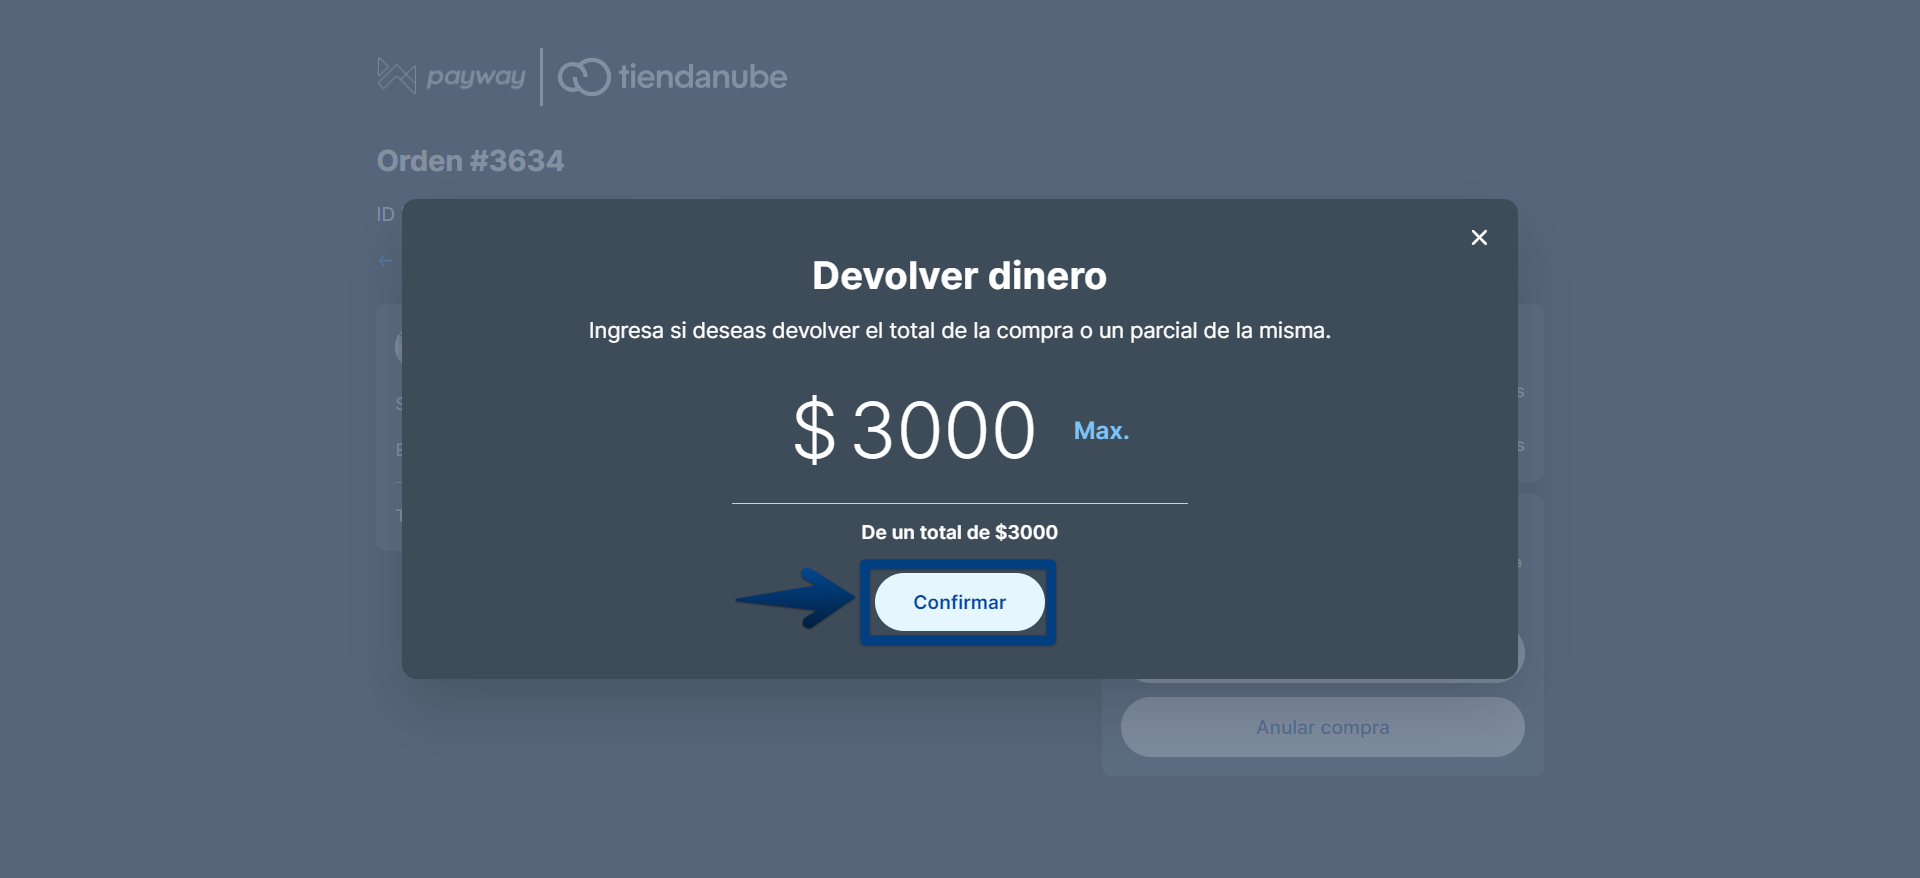 payway
tiendanube
Orden #3634
ID
Devolver dinero
Ingresa si deseas devolver el total de la compra o un parcial de la misma.
$ 3000 Max.
De un total de $3000
Confirmar
Anular compra